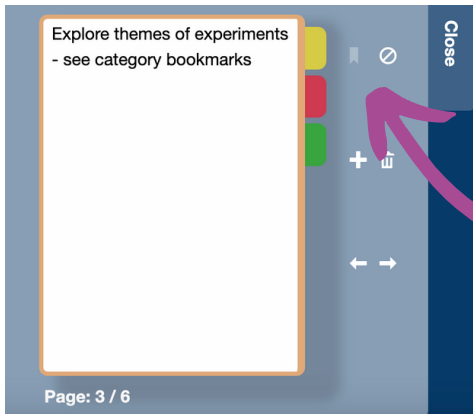 Explore themes of experiments
- see category bookmarks
Close
Page: 3 / 6